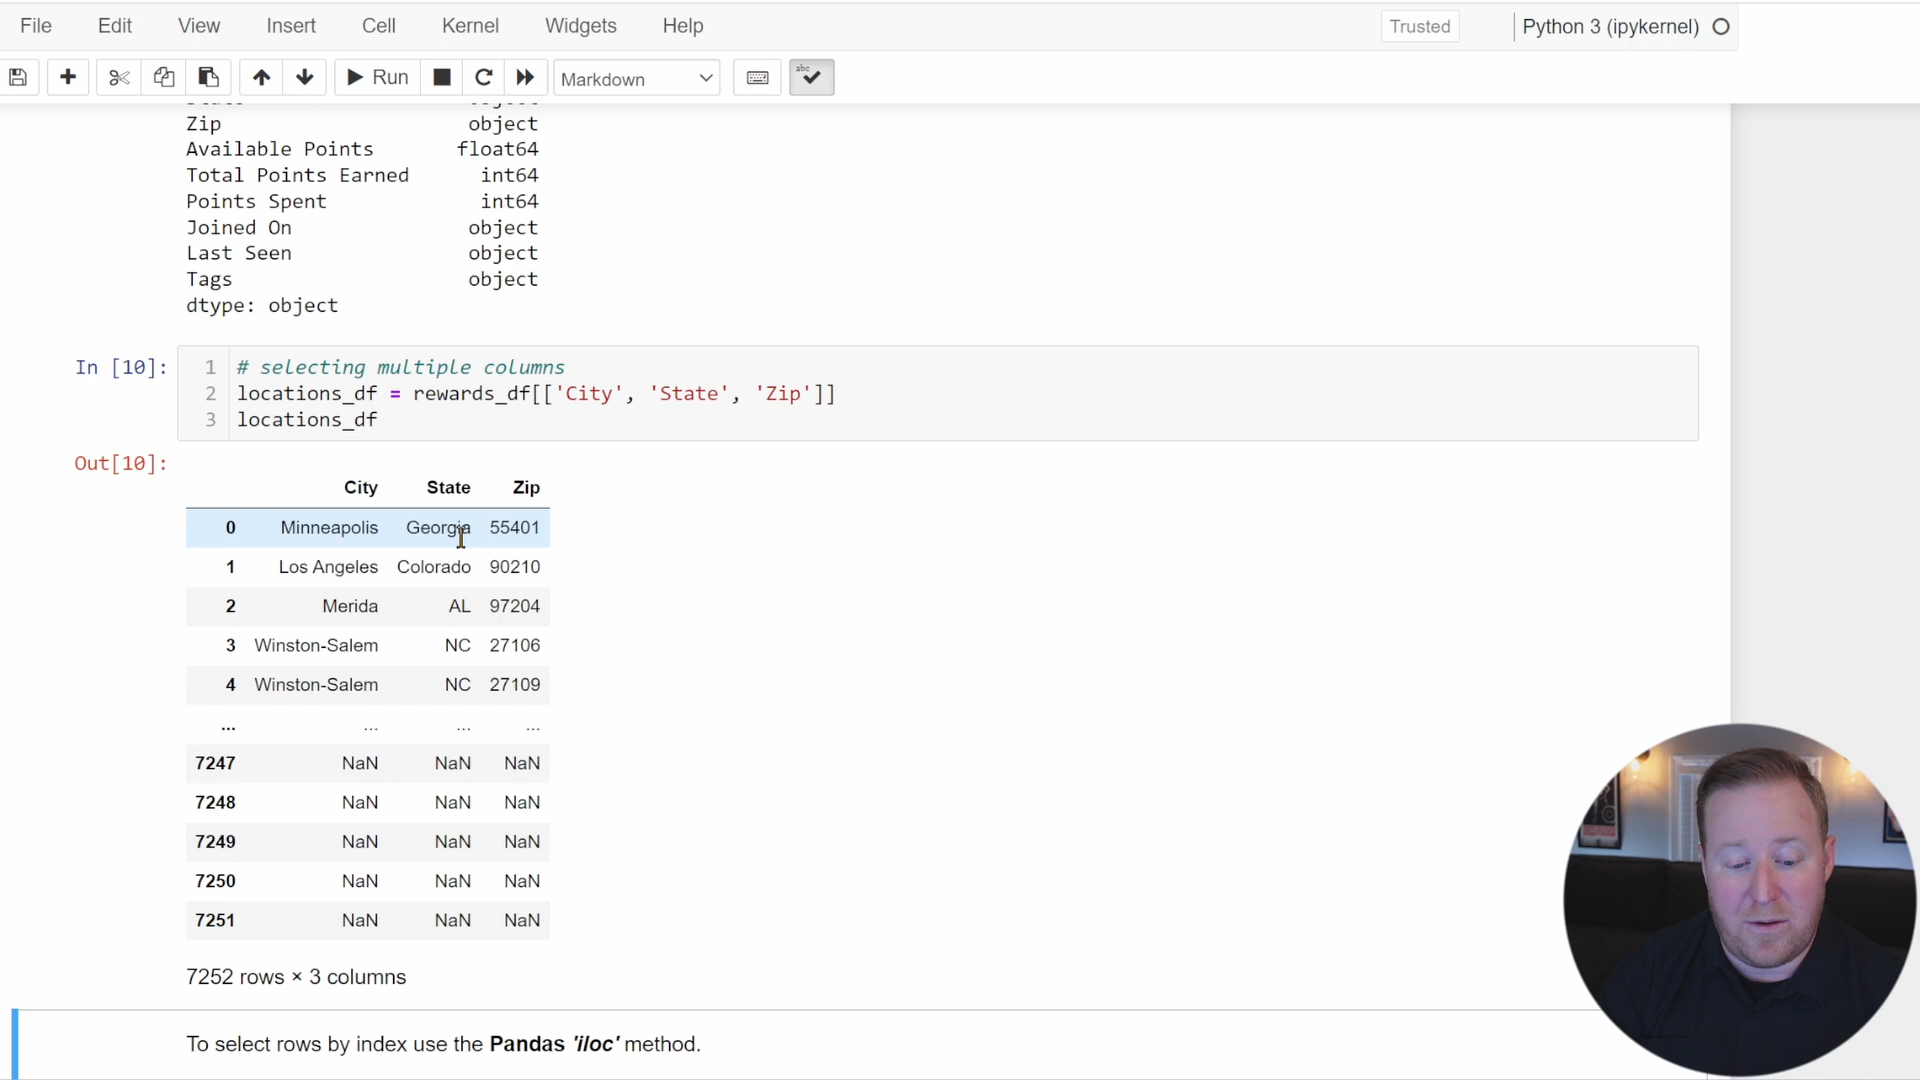 File Edit View Insert Cell Kernel Widgets Help Trusted Python 3 (ipykernel)
Run Markdown abc
Zip object
Available Points float64
Total Points Earned int64
Points Spent int64
Joined On object
Last Seen object
Tags object
dtype: object
In [10]: 1 # selecting multiple columns
2 locations_df = rewards_df[['City', 'State', 'Zip']]
3 locations_df
Out[10]:
City State Zip
0 Minneapolis Georgia 55401
1 Los Angeles Colorado 90210
2 Merida AL 97204
3 Winston-Salem NC 27106
4 Winston-Salem NC 27109
... ... ... ...
7247 NaN NaN NaN
7248 NaN NaN NaN
7249 NaN NaN NaN
7250 NaN NaN NaN
7251 NaN NaN NaN
7252 rows × 3 columns
To select rows by index use the Pandas 'iloc' method.